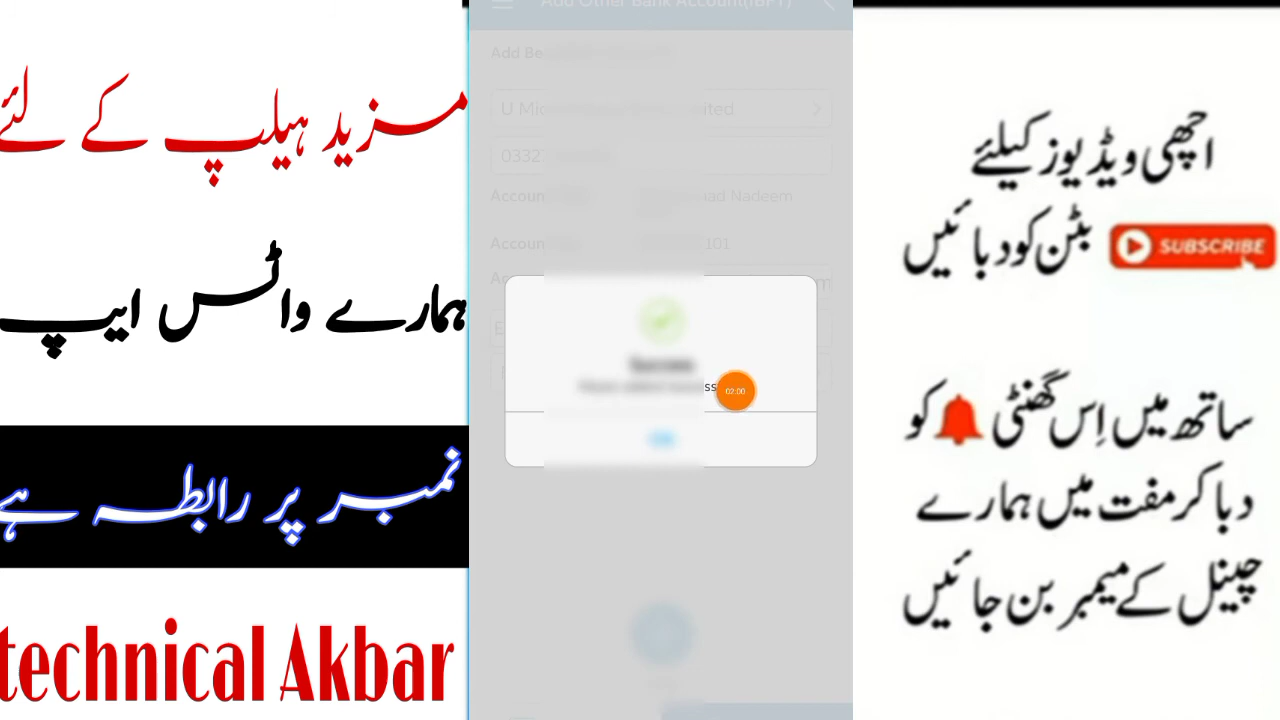 مزید ہیلپ کے لئے
ہمارے واٹس ایپ
نمبر پر رابطہ ہے
technical Akbar
Add Other Bank Account(IBFT)
Add Be
U Mic
ited
0332
Accoun
ad Nadeem
Accoun
101
Success
02:00
OK
اچھی ویڈیوز کیلئے
SUBSCRIBE بٹن کو دبائیں
ساتھ میں اِس گھنٹی کو
دبا کر مفت میں ہمارے
چینل کے میمبر بن جائیں